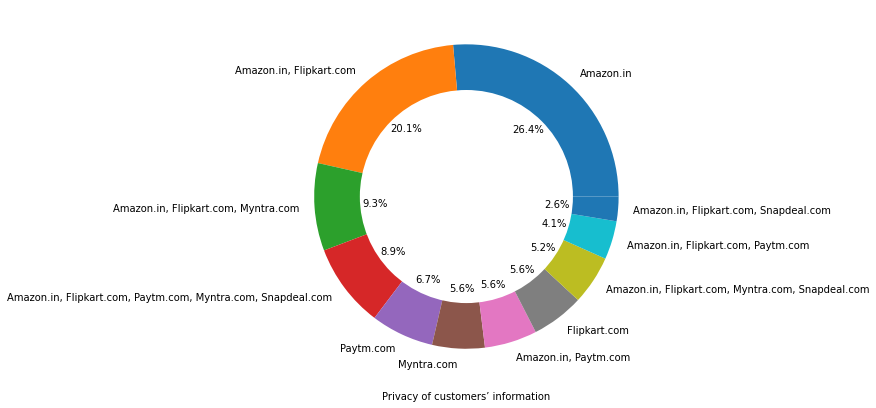 Amazon.in
26.4%
Amazon.in, Flipkart.com
20.1%
Amazon.in, Flipkart.com, Myntra.com
9.3%
Amazon.in, Flipkart.com, Paytm.com, Myntra.com, Snapdeal.com
8.9%
Paytm.com
6.7%
Myntra.com
5.6%
Amazon.in, Paytm.com
5.6%
Flipkart.com
5.6%
Amazon.in, Flipkart.com, Myntra.com, Snapdeal.com
5.2%
Amazon.in, Flipkart.com, Paytm.com
4.1%
Amazon.in, Flipkart.com, Snapdeal.com
2.6%
Privacy of customers’ information